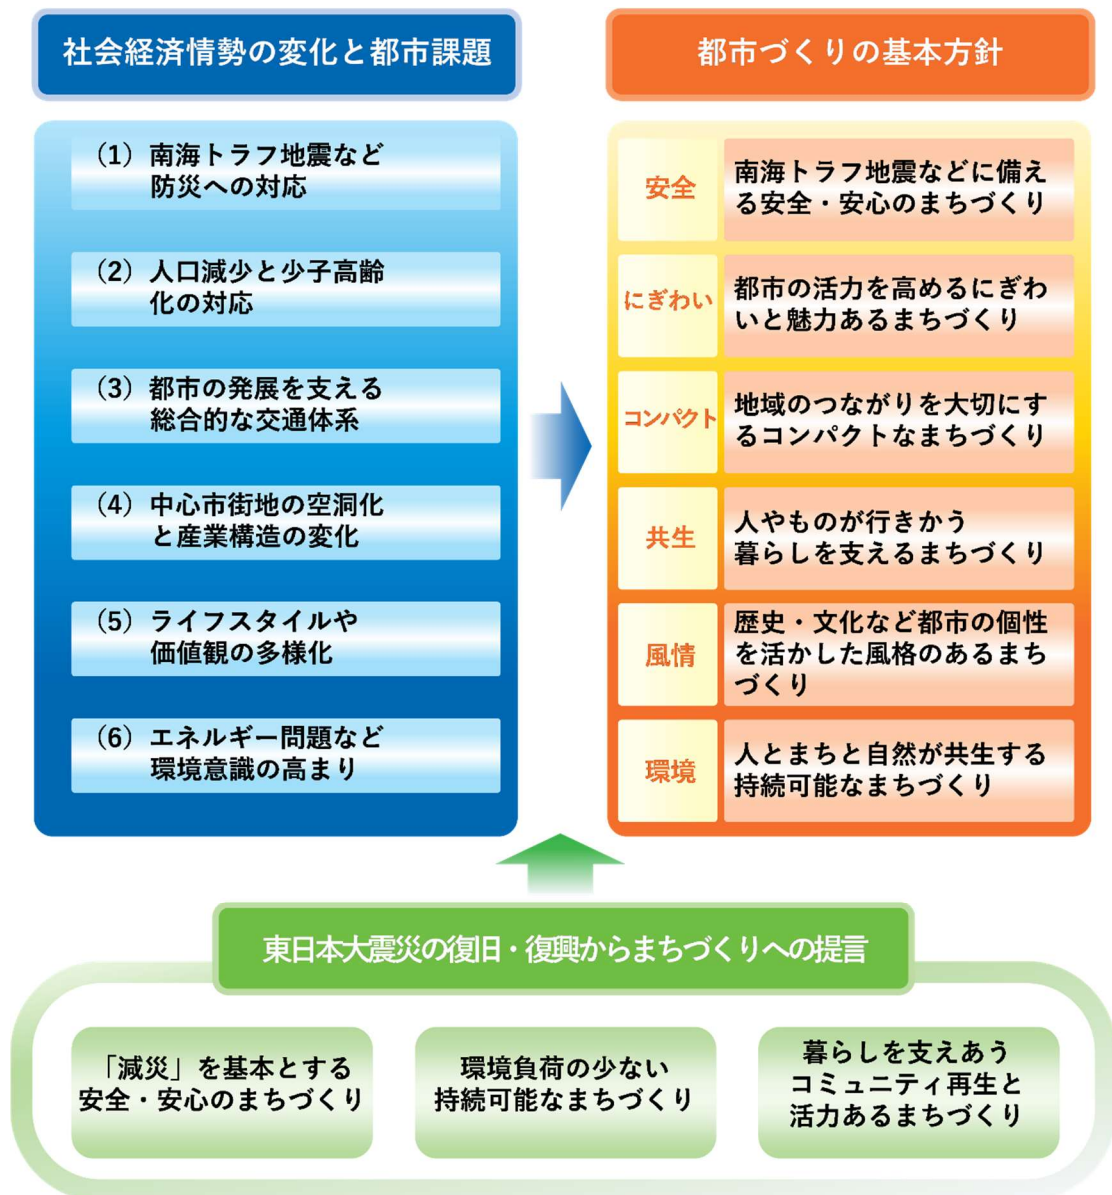 社会経済情勢の変化と都市課題
(1) 南海トラフ地震など
防災への対応
(2) 人口減少と少子高齢
化の対応
(3) 都市の発展を支える
総合的な交通体系
(4) 中心市街地の空洞化
と産業構造の変化
(5) ライフスタイルや
価値観の多様化
(6) エネルギー問題など
環境意識の高まり
都市づくりの基本方針
安全
南海トラフ地震などに備え
る安全・安心のまちづくり
にぎわい
都市の活力を高めるにぎわ
いと魅力あるまちづくり
コンパクト
地域のつながりを大切にす
るコンパクトなまちづくり
共生
人やものが行きかう
暮らしを支えるまちづくり
風情
歴史・文化など都市の個性
を活かした風格のあるまち
づくり
環境
人とまちと自然が共生する
持続可能なまちづくり
東日本大震災の復旧・復興からまちづくりへの提言
「減災」を基本とする
安全・安心のまちづくり
環境負荷の少ない
持続可能なまちづくり
暮らしを支えあう
コミュニティ再生と
活力あるまちづくり